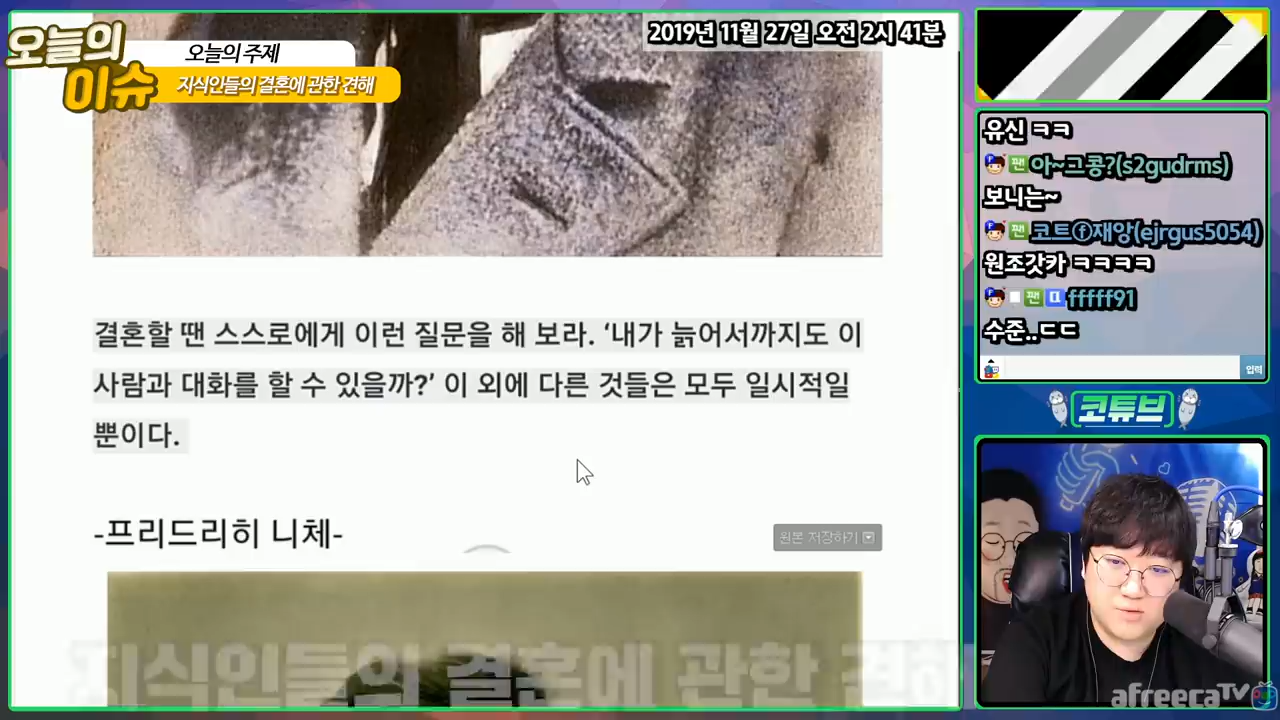 오늘의
이슈
오늘의 주제
지식인들의 결혼에 관한 견해
2019년 11월 27일 오전 2시 41분
결혼할 땐 스스로에게 이런 질문을 해 보라. ‘내가 늙어서까지도 이
사람과 대화를 할 수 있을까?’ 이 외에 다른 것들은 모두 일시적일
뿐이다.
-프리드리히 니체-
원본 저장하기
지식인들의 결혼에 관한 견해
유신 ㅋㅋ
팬 아~그콩?(s2gudrms)
보니는~
팬 코트ⓕ재앙(ejrgus5054)
원조갓카 ㅋㅋㅋㅋ
팬 fffff91
수준..ㄷㄷ
입력
코튜브
afreecaTV